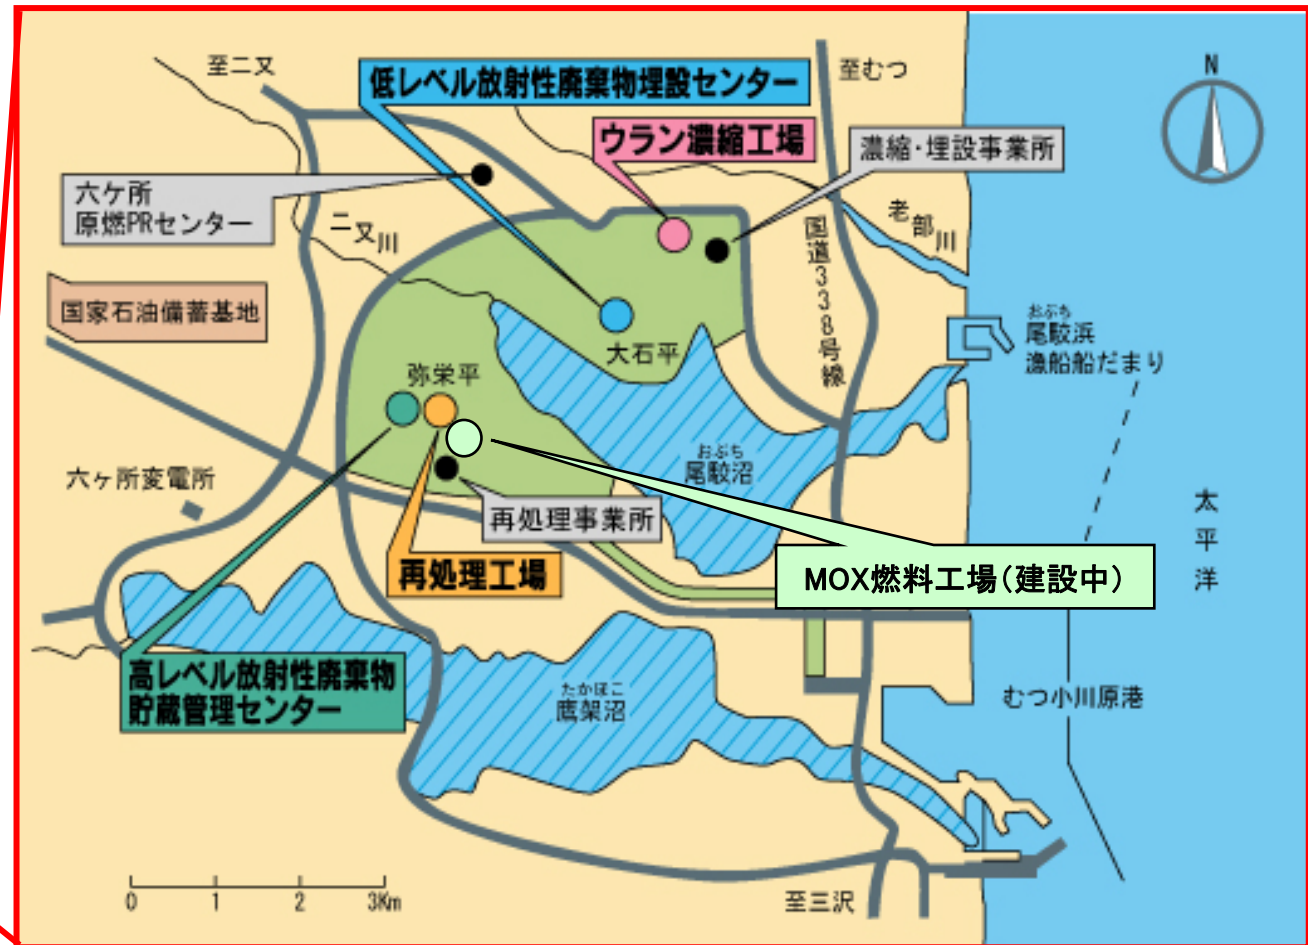 N
至二又
低レベル放射性廃棄物埋設センター
至むつ
ウラン濃縮工場
濃縮・埋設事業所
六ケ所
原燃PRセンター
二又川
老部川
国道338号線
国家石油備蓄基地
大石平
おぶち
尾駮浜
漁船船だまり
弥栄平
おぶち
尾駮沼
六ヶ所変電所
再処理事業所
太平洋
再処理工場
MOX燃料工場(建設中)
高レベル放射性廃棄物
貯蔵管理センター
たかほこ
鷹架沼
むつ小川原港
0 1 2 3Km
至三沢